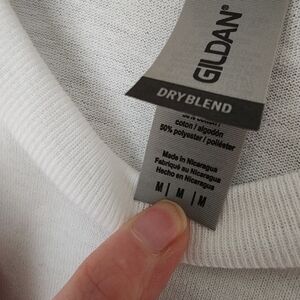 GILDAN®
DRYBLEND
coton / algodón
50% polyester / poliéster
Made in Nicaragua
Fabriqué au Nicaragua
Hecho en Nicaragua
M | M | M